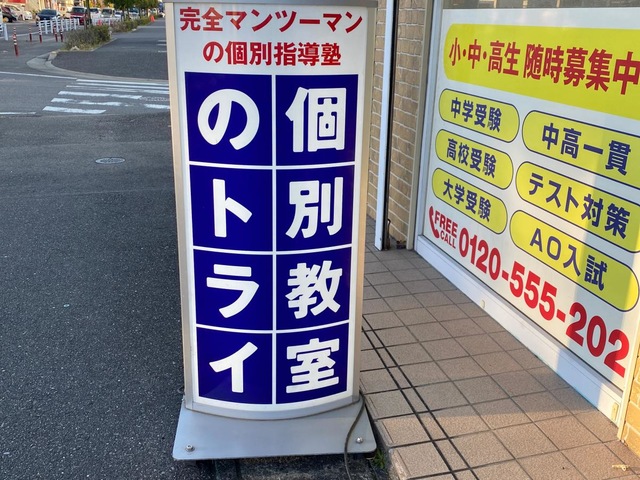 完全マンツーマン
の個別指導塾
個別教室
のトライ
小・中・高生 随時募集中
中学受験
中高一貫
高校受験
テスト対策
大学受験
AO入試
FREE CALL 0120-555-202